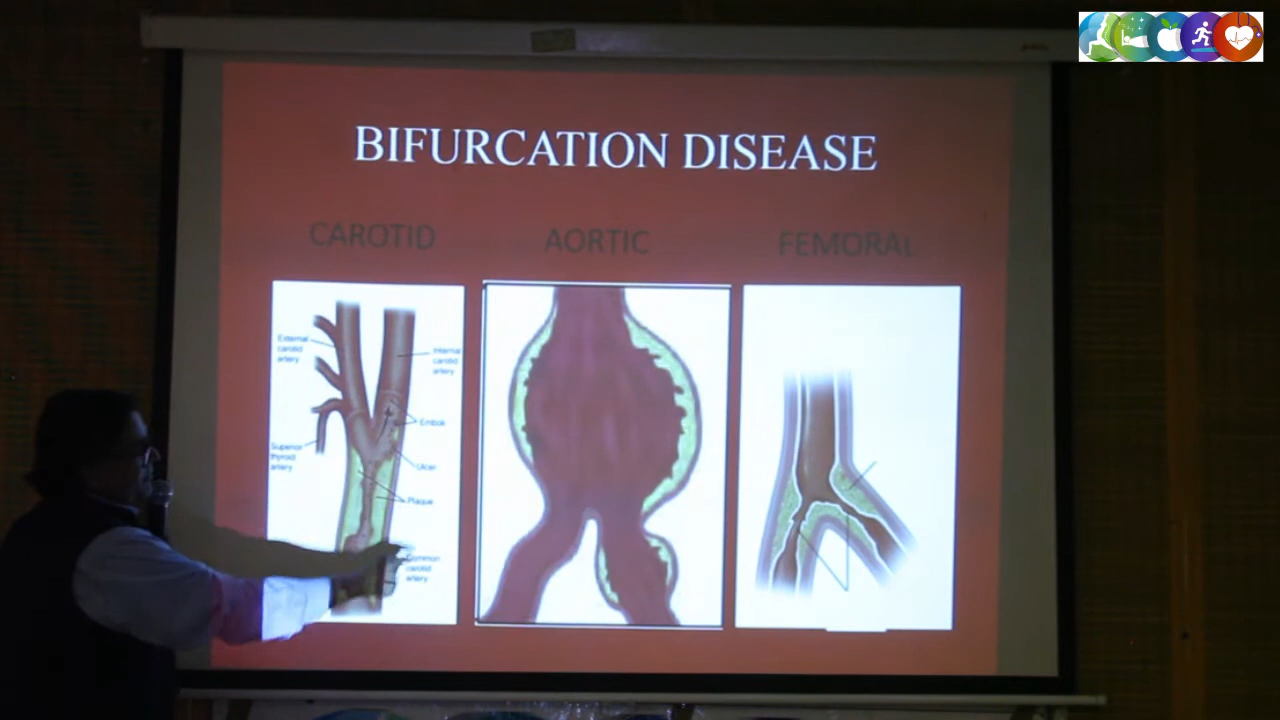 BIFURCATION DISEASE
CAROTID
AORTIC
FEMORAL
External
carotid
artery
Internal
carotid
artery
Emboli
Superior
thyroid
artery
Ulcer
Plaque
Common
carotid
artery